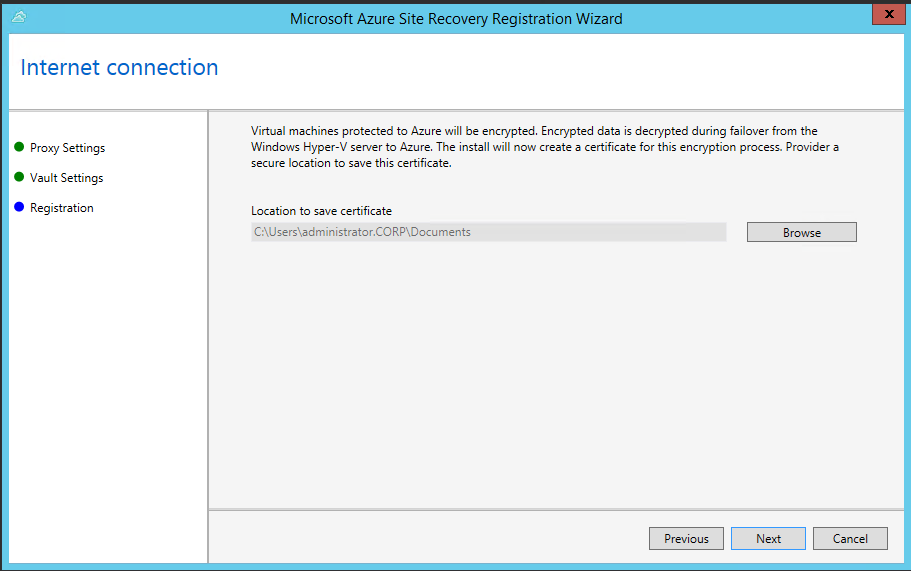 Microsoft Azure Site Recovery Registration Wizard
x
Internet connection
Proxy Settings
Vault Settings
Registration
Virtual machines protected to Azure will be encrypted. Encrypted data is decrypted during failover from the
Windows Hyper-V server to Azure. The install will now create a certificate for this encryption process. Provider a
secure location to save this certificate.
Location to save certificate
C:\Users\administrator.CORP\Documents
Browse
Previous
Next
Cancel